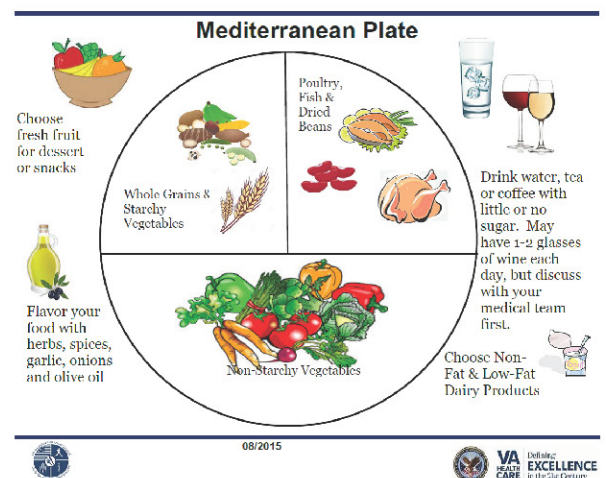 Mediterranean Plate
Choose
fresh fruit
for dessert
or snacks
Whole Grains &
Starchy
Vegetables
Poultry,
Fish &
Dried
Beans
Drink water, tea
or coffee with
little or no
sugar. May
have 1-2 glasses
of wine each
day, but discuss
with your
medical team
first.
Flavor your
food with
herbs, spices,
garlic, onions
and olive oil
Non-Starchy Vegetables
Choose Non-
Fat & Low-Fat
Dairy Products
08/2015
VA
HEALTH
CARE
Defining
EXCELLENCE
in the 21st Century